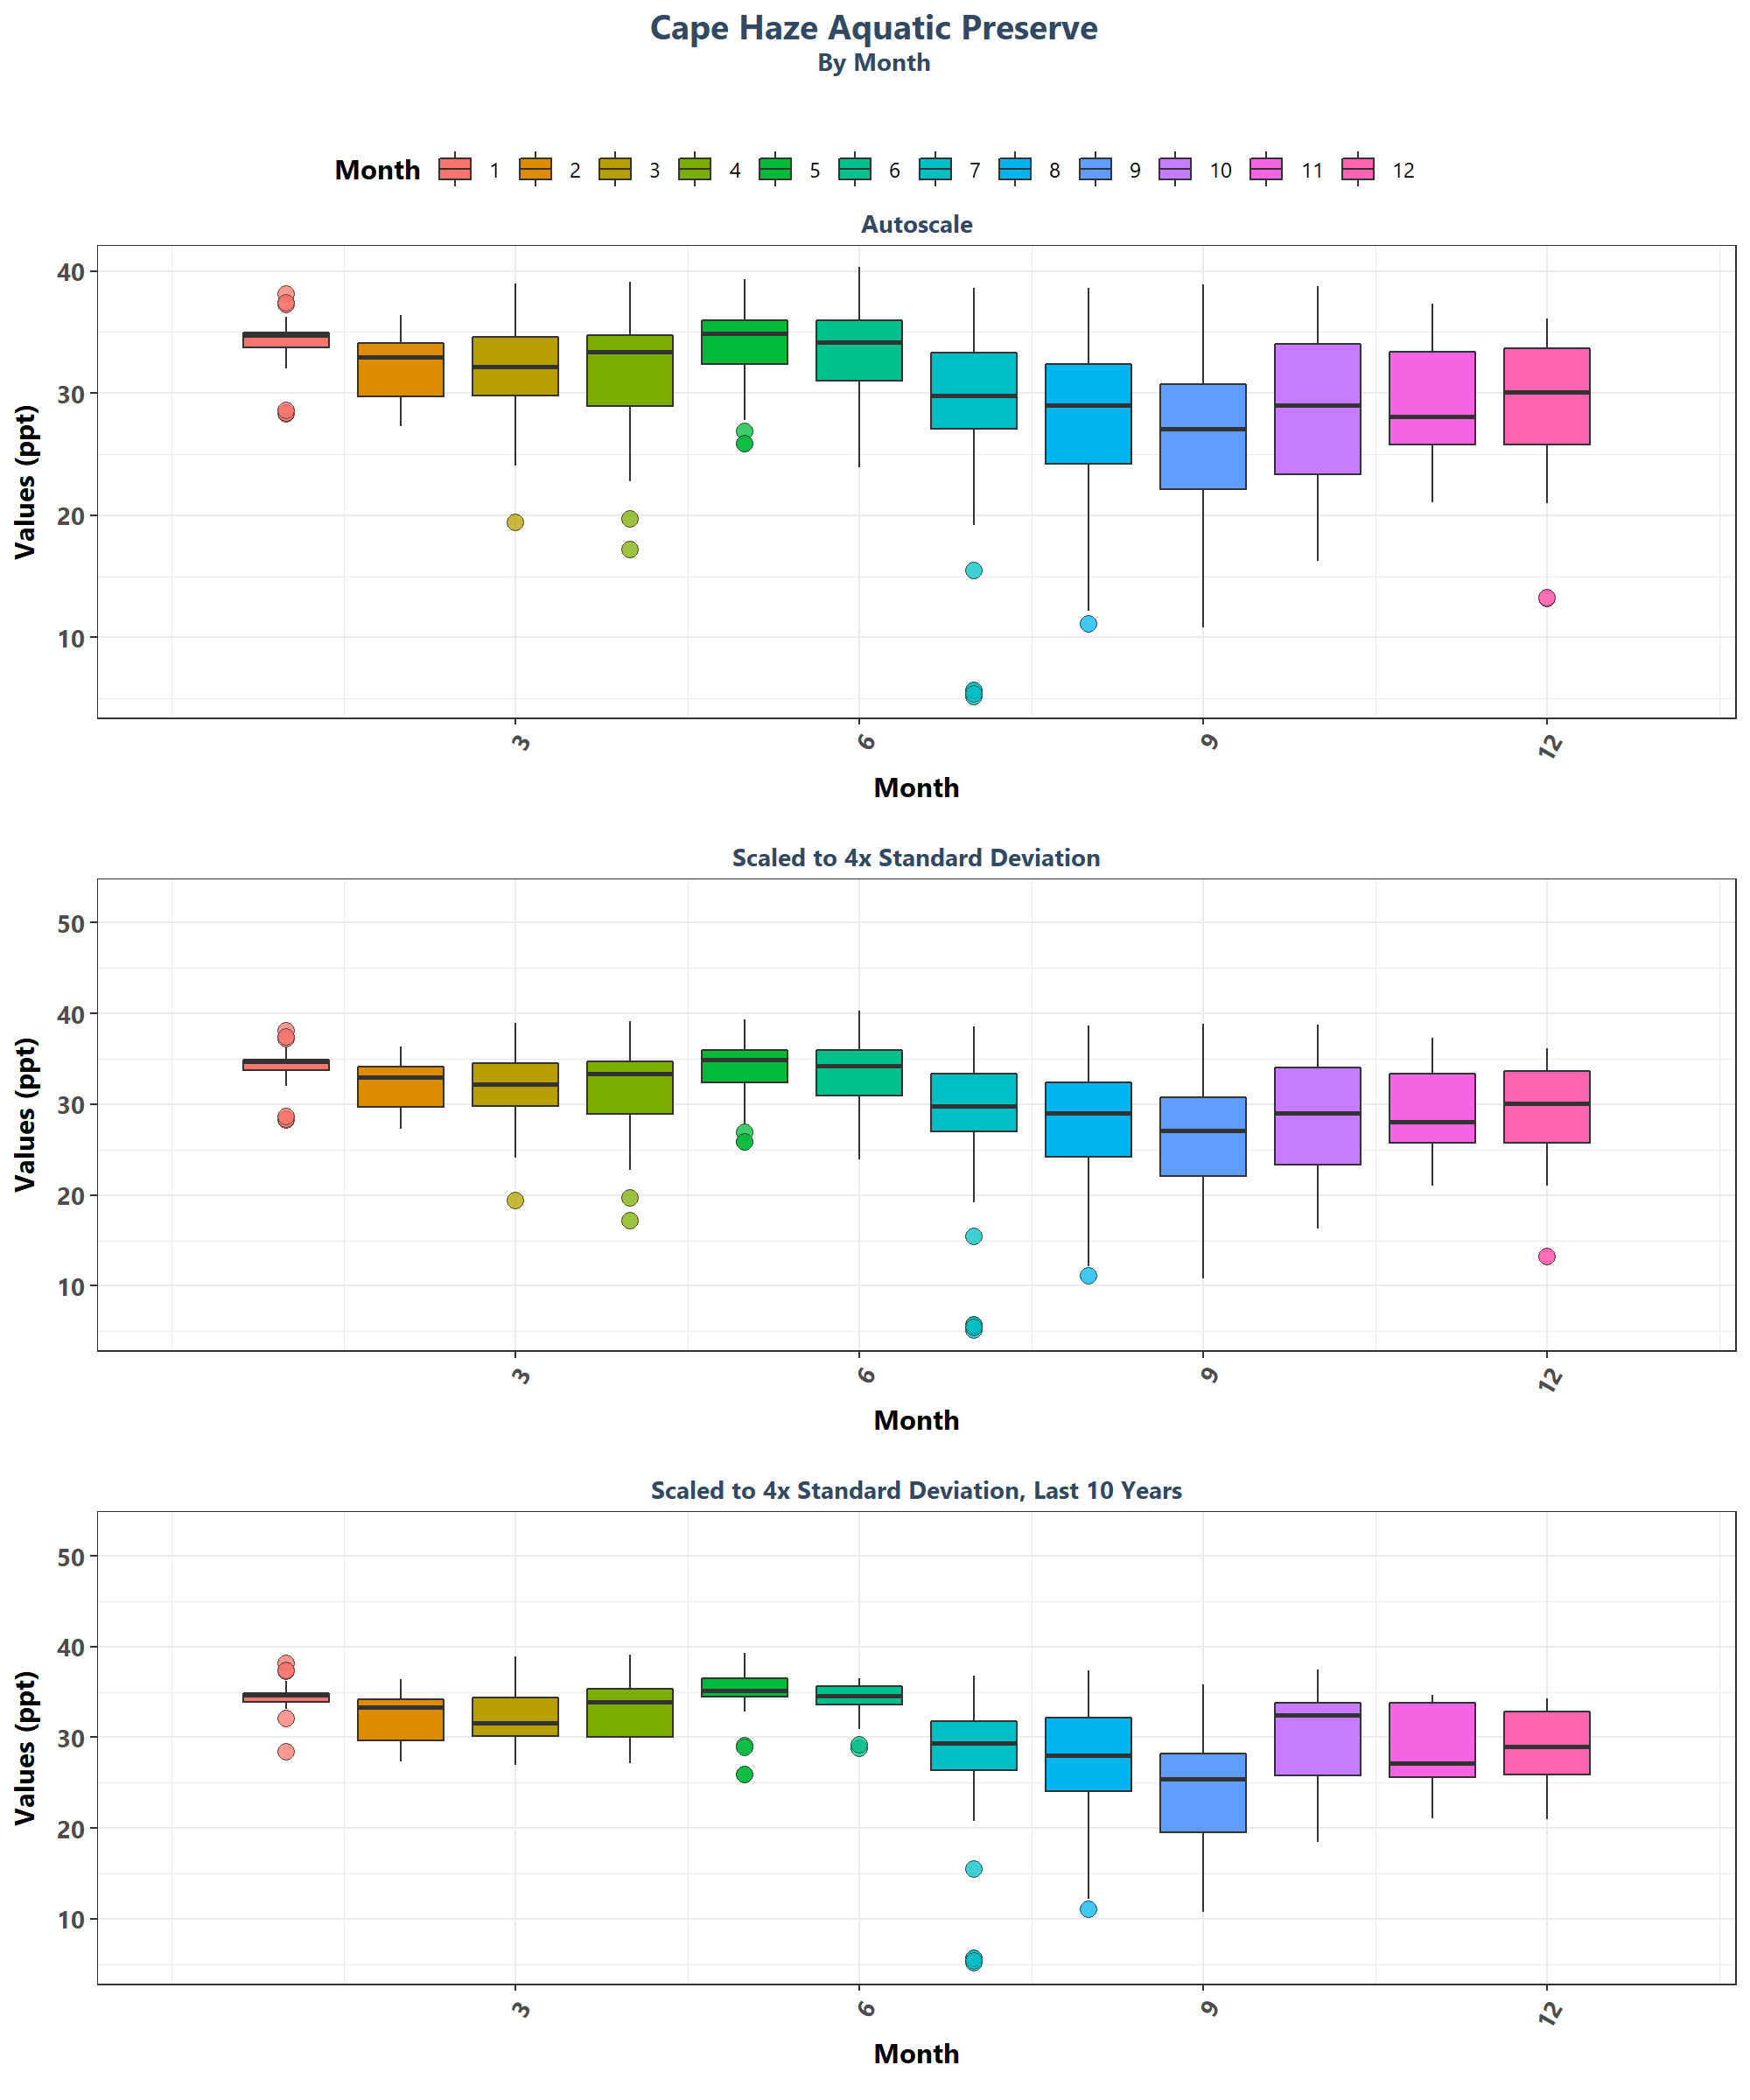 Cape Haze Aquatic Preserve
By Month
Month 1 2 3 4 5 6 7 8 9 10 11 12
Autoscale
Values (ppt)
40
30
20
10
3 6 9 12
Month
Scaled to 4x Standard Deviation
Values (ppt)
50
40
30
20
10
3 6 9 12
Month
Scaled to 4x Standard Deviation, Last 10 Years
Values (ppt)
50
40
30
20
10
3 6 9 12
Month